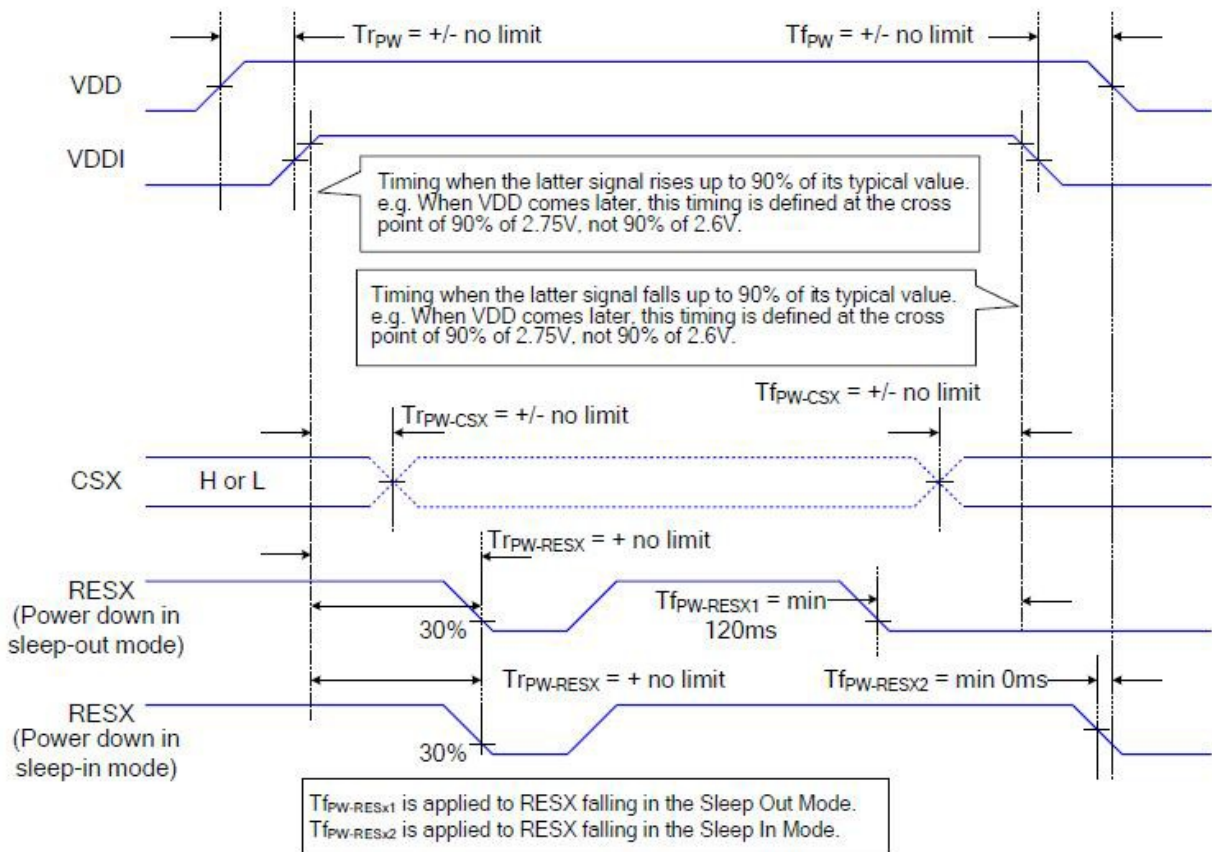 TrPW = +/- no limit
TfPW = +/- no limit
VDD
VDDI
Timing when the latter signal rises up to 90% of its typical value.
e.g. When VDD comes later, this timing is defined at the cross
point of 90% of 2.75V, not 90% of 2.6V.
Timing when the latter signal falls up to 90% of its typical value.
e.g. When VDD comes later, this timing is defined at the cross
point of 90% of 2.75V, not 90% of 2.6V.
TfPW-CSX = +/- no limit
TrPW-CSX = +/- no limit
CSX
H or L
TrPW-RESX = + no limit
RESX
(Power down in
sleep-out mode)
30%
TfPW-RESX1 = min
120ms
TrPW-RESX = + no limit
TfPW-RESX2 = min 0ms
RESX
(Power down in
sleep-in mode)
30%
TfPW-RESx1 is applied to RESX falling in the Sleep Out Mode.
TfPW-RESx2 is applied to RESX falling in the Sleep In Mode.